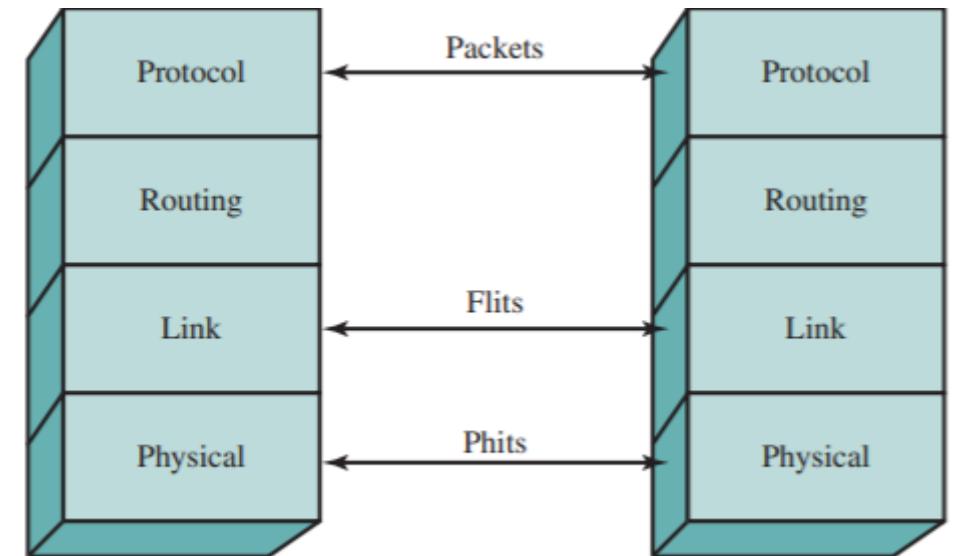 Packets
Protocol
Protocol
Routing
Routing
Flits
Link
Link
Phits
Physical
Physical